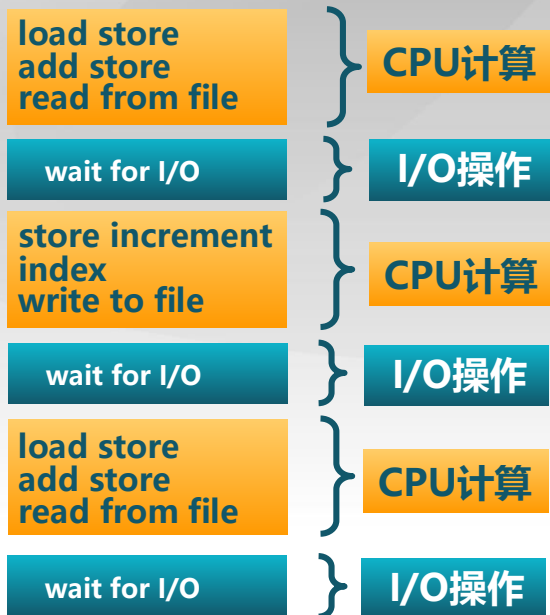 load store
add store
read from file
CPU计算
wait for I/O
I/O操作
store increment
index
write to file
CPU计算
wait for I/O
I/O操作
load store
add store
read from file
CPU计算
wait for I/O
I/O操作